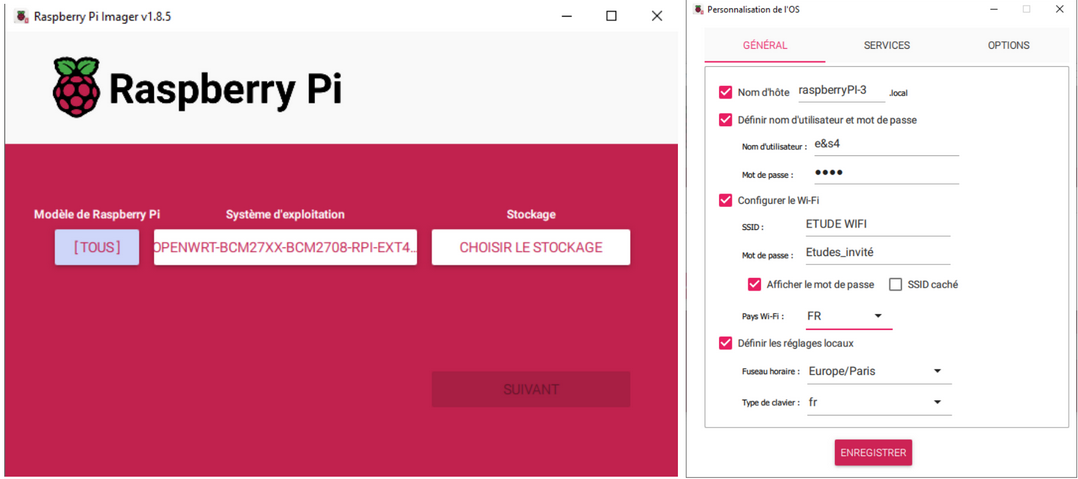 Raspberry Pi Imager v1.8.5
Raspberry Pi
Modèle de Raspberry Pi
Système d'exploitation
Stockage
[ TOUS ]
OPENWRT-BCM27XX-BCM2708-RPI-EXT4...
CHOISIR LE STOCKAGE
SUIVANT
Personnalisation de l'OS
GÉNÉRAL
SERVICES
OPTIONS
Nom d'hôte raspberryPI-3 .local
Définir nom d'utilisateur et mot de passe
Nom d'utilisateur : e&s4
Mot de passe : ●●●●
Configurer le Wi-Fi
SSID : ETUDE WIFI
Mot de passe : Etudes_invité
Afficher le mot de passe
SSID caché
Pays Wi-Fi : FR
Définir les réglages locaux
Fuseau horaire : Europe/Paris
Type de clavier : fr
ENREGISTRER